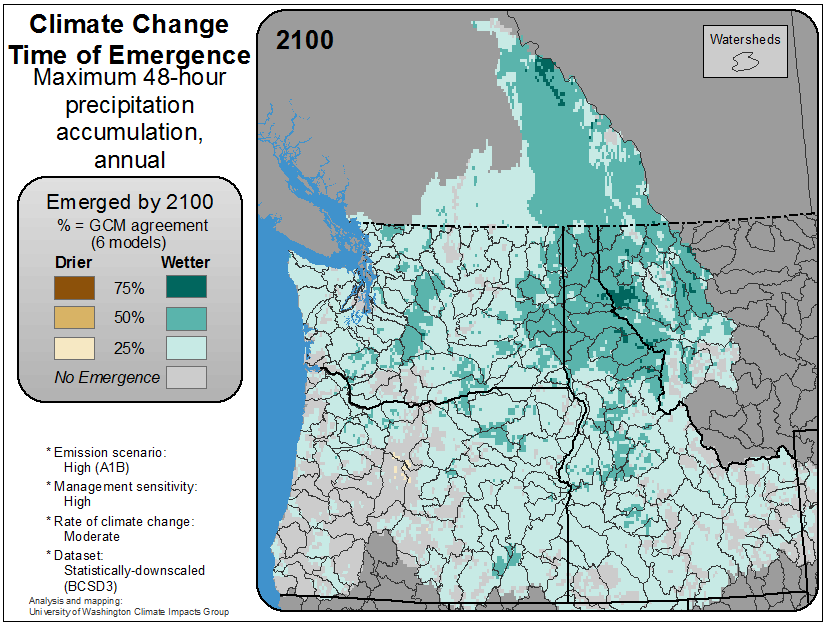 Climate Change
Time of Emergence
Maximum 48-hour
precipitation
accumulation,
annual
Emerged by 2100
% = GCM agreement
(6 models)
Drier Wetter
75%
50%
25%
No Emergence
* Emission scenario:
High (A1B)
* Management sensitivity:
High
* Rate of climate change:
Moderate
* Dataset:
Statistically-downscaled
(BCSD3)
Analysis and mapping:
University of Washington Climate Impacts Group
2100
Watersheds